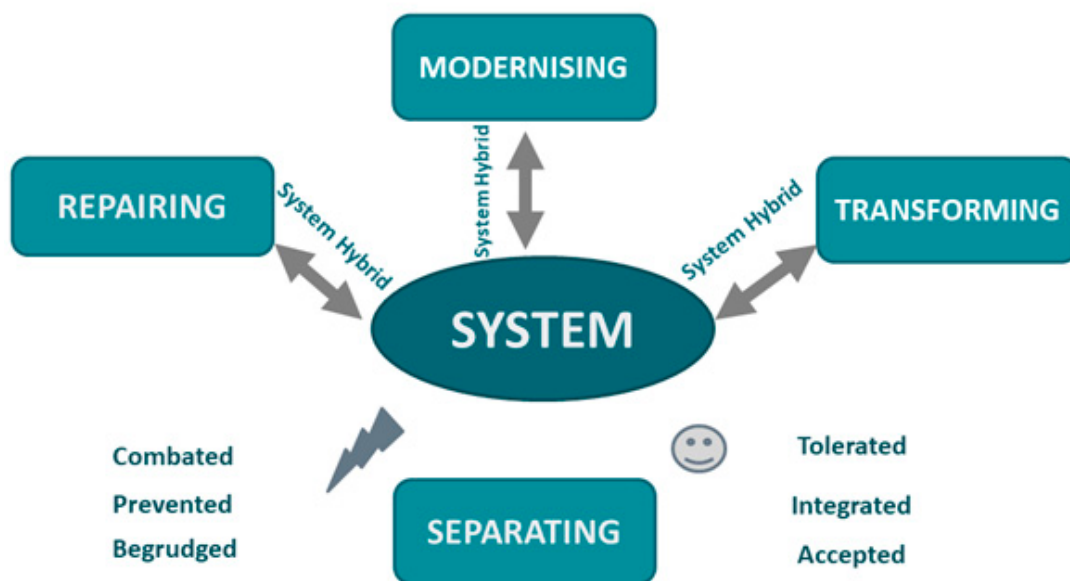 MODERNISING
REPAIRING
TRANSFORMING
System Hybrid
System Hybrid
System Hybrid
SYSTEM
Combated
Prevented
Begrudged
Tolerated
Integrated
Accepted
SEPARATING